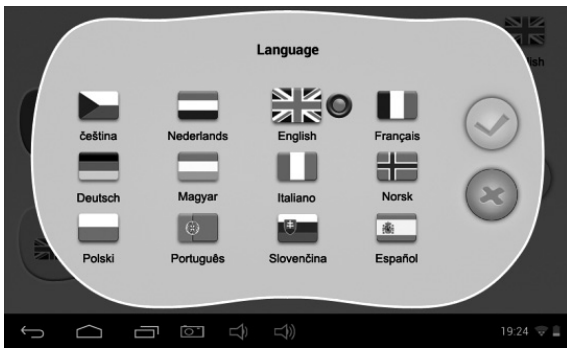 Language
čeština Nederlands English Français
Deutsch Magyar Italiano Norsk
Polski Português Slovenčina Español
19:24